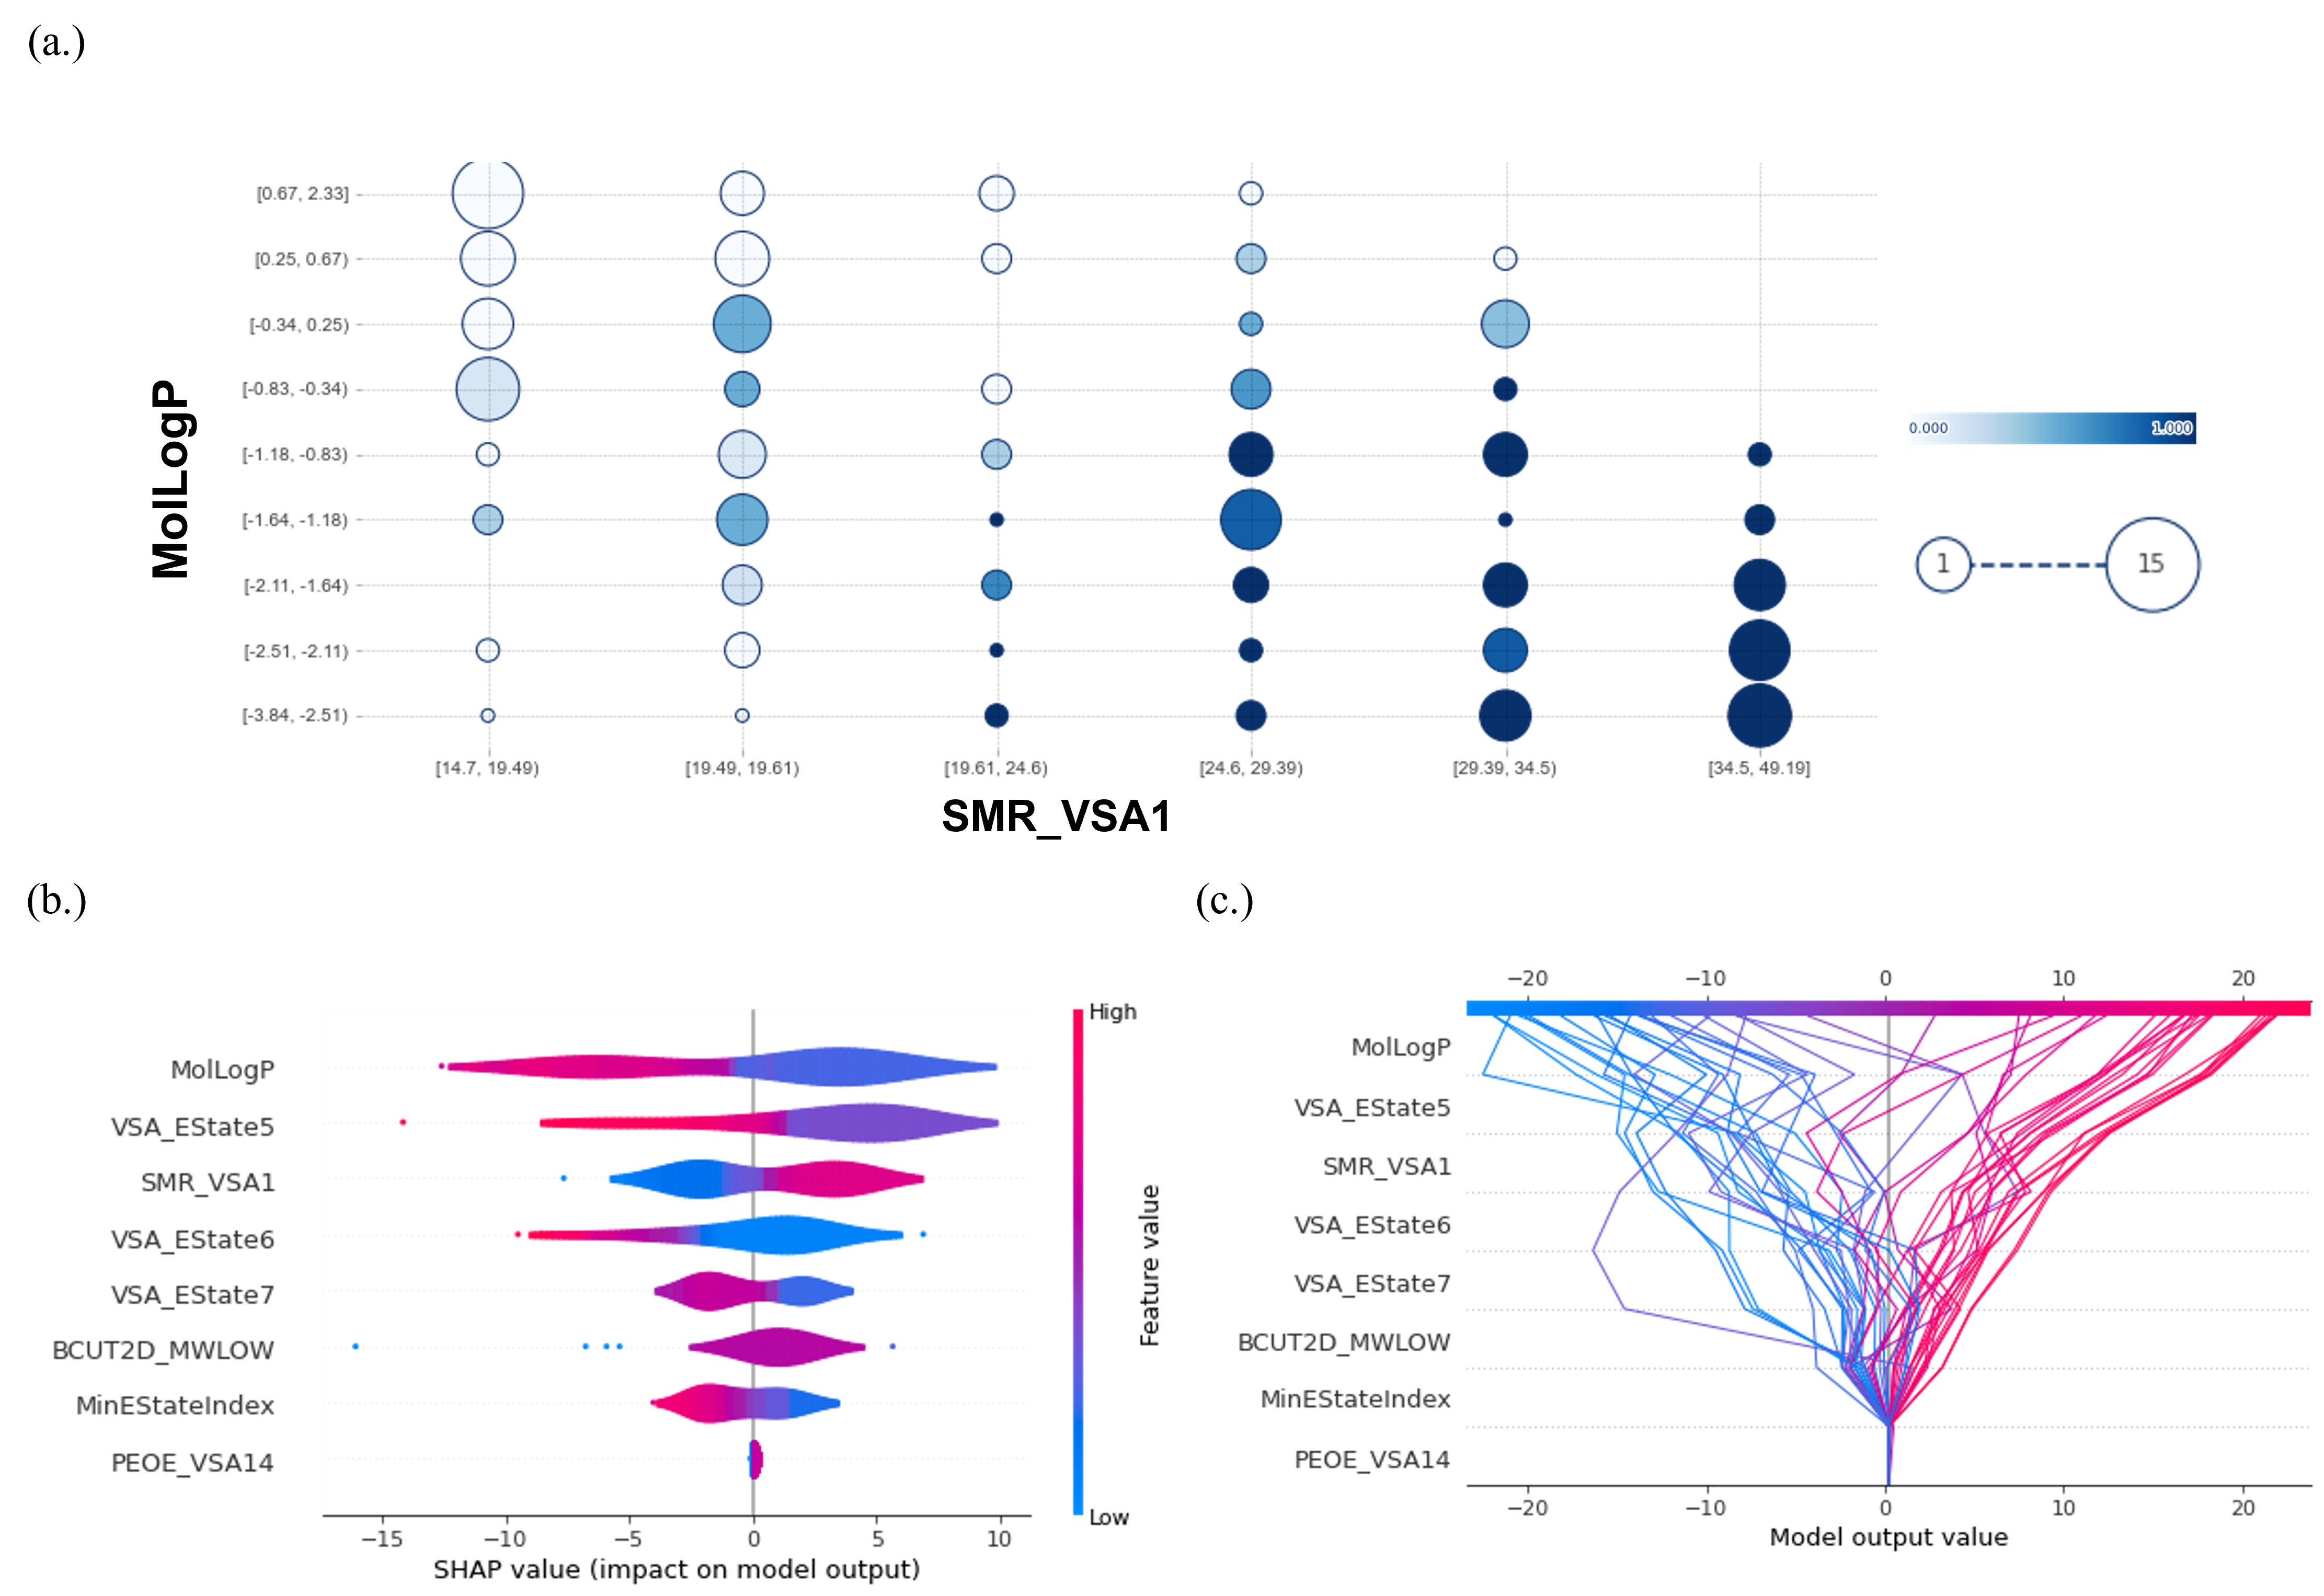 (a.)
[0.67, 2.33]
[0.25, 0.67)
[-0.34, 0.25)
[-0.83, -0.34)
[-1.18, -0.83)
[-1.64, -1.18)
[-2.11, -1.64)
[-2.51, -2.11)
[-3.84, -2.51)
MolLogP
[14.7, 19.49) [19.49, 19.61) [19.61, 24.6) [24.6, 29.39) [29.39, 34.5) [34.5, 49.19]
SMR_VSA1
0.000 1.000
1 15
(b.)
MolLogP
VSA_EState5
SMR_VSA1
VSA_EState6
VSA_EState7
BCUT2D_MWLOW
MinEStateIndex
PEOE_VSA14
−15 −10 −5 0 5 10
SHAP value (impact on model output)
High
Feature value
Low
(c.)
−20 −10 0 10 20
MolLogP
VSA_EState5
SMR_VSA1
VSA_EState6
VSA_EState7
BCUT2D_MWLOW
MinEStateIndex
PEOE_VSA14
−20 −10 0 10 20
Model output value